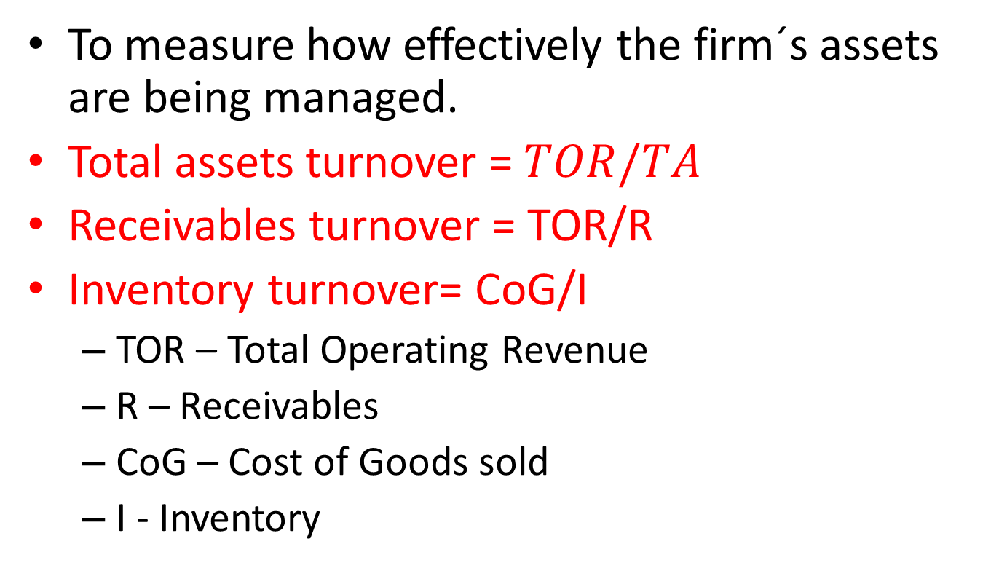 • To measure how effectively the firm´s assets
are being managed.
• Total assets turnover = 𝑇𝑂𝑅/𝑇𝐴
• Receivables turnover = TOR/R
• Inventory turnover= CoG/I
– TOR – Total Operating Revenue
– R – Receivables
– CoG – Cost of Goods sold
– I - Inventory